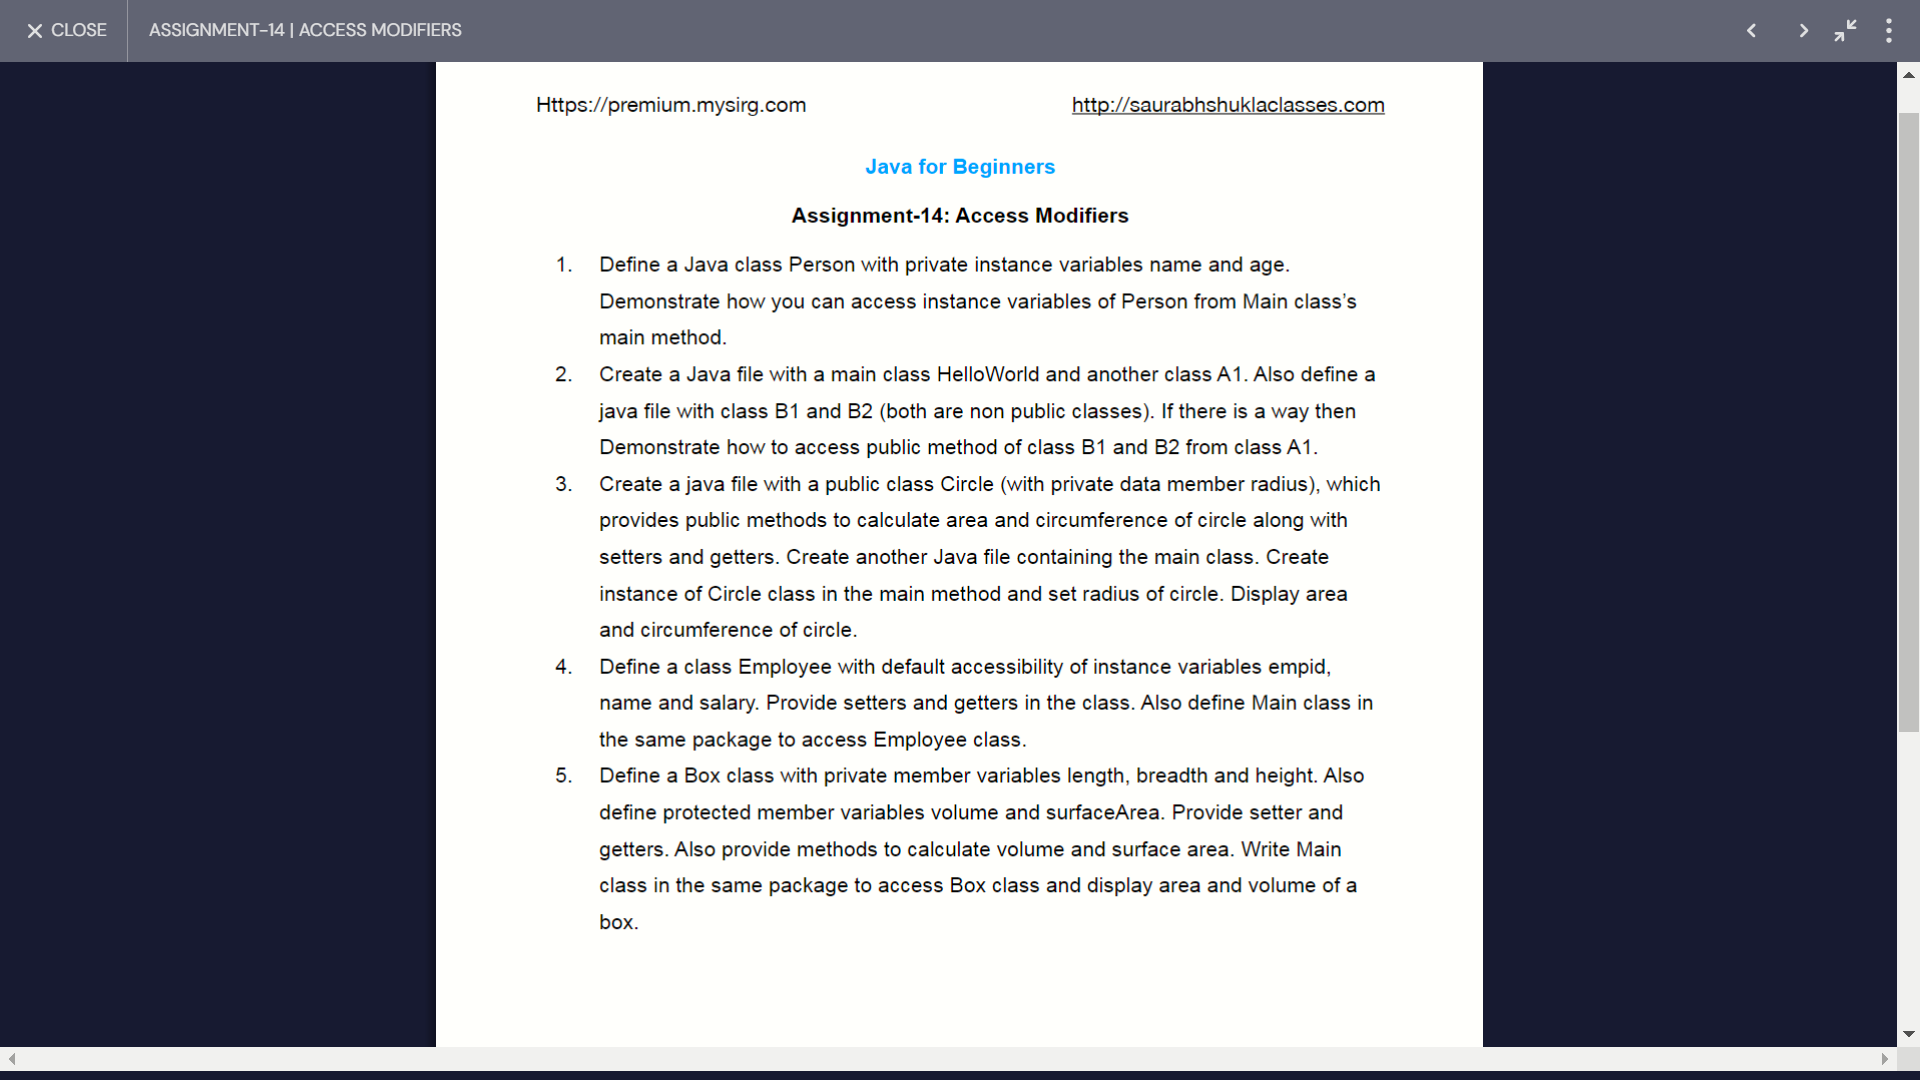 CLOSE
ASSIGNMENT-14 | ACCESS MODIFIERS
Https://premium.mysirg.com
http://saurabhshuklaclasses.com
Java for Beginners
Assignment-14: Access Modifiers
1. Define a Java class Person with private instance variables name and age.
Demonstrate how you can access instance variables of Person from Main class's
main method.
2. Create a Java file with a main class HelloWorld and another class A1. Also define a
java file with class B1 and B2 (both are non public classes). If there is a way then
Demonstrate how to access public method of class B1 and B2 from class A1.
3. Create a java file with a public class Circle (with private data member radius), which
provides public methods to calculate area and circumference of circle along with
setters and getters. Create another Java file containing the main class. Create
instance of Circle class in the main method and set radius of circle. Display area
and circumference of circle.
4. Define a class Employee with default accessibility of instance variables empid,
name and salary. Provide setters and getters in the class. Also define Main class in
the same package to access Employee class.
5. Define a Box class with private member variables length, breadth and height. Also
define protected member variables volume and surfaceArea. Provide setter and
getters. Also provide methods to calculate volume and surface area. Write Main
class in the same package to access Box class and display area and volume of a
box.